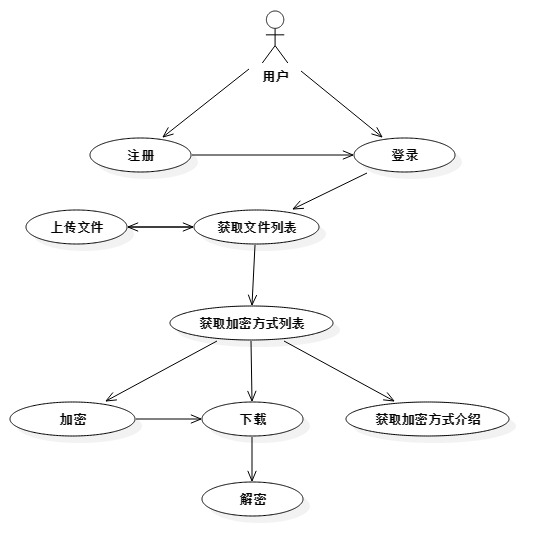 用户
注册
登录
上传文件
获取文件列表
获取加密方式列表
加密
下载
获取加密方式介绍
解密